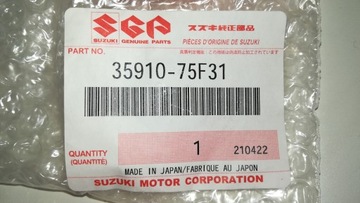 SGP
SUZUKI GENUINE PARTS
スズキ純正部品
PIÈCES D'ORIGINE DE SUZUKI
PART NO.
35910-75F31
QUANTITY
(QUANTITÉ)
1
210422
MADE IN JAPAN/FABRIQUE AU JAPON
SUZUKI MOTOR CORPORATION